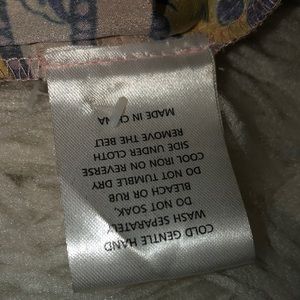 COLD GENTLE HAND
WASH SEPARATELY
DO NOT SOAK,
BLEACH OR RUB
DO NOT TUMBLE DRY
COOL IRON ON REVERSE
SIDE UNDER CLOTH
REMOVE THE BELT
MADE IN CHINA